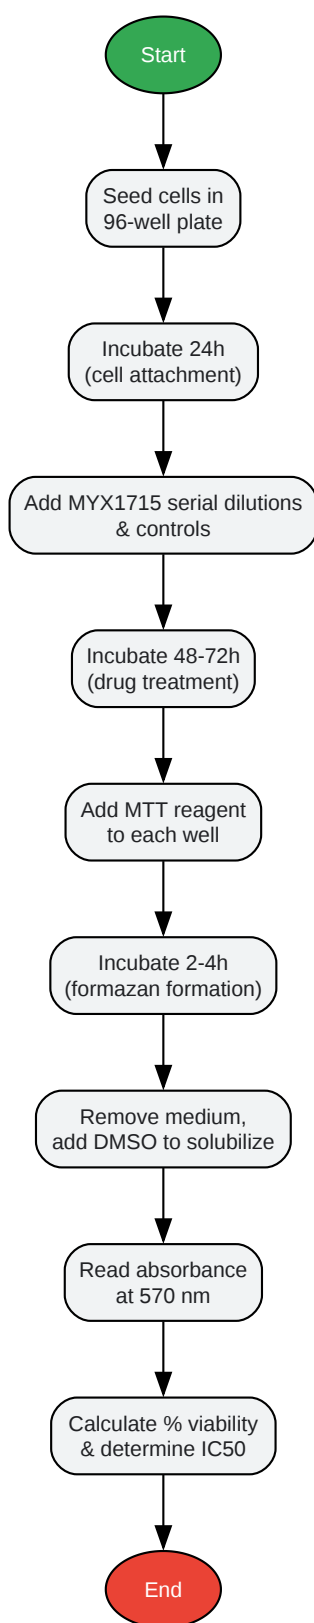 Start
Seed cells in
96-well plate
Incubate 24h
(cell attachment)
Add MYX1715 serial dilutions
& controls
Incubate 48-72h
(drug treatment)
Add MTT reagent
to each well
Incubate 2-4h
(formazan formation)
Remove medium,
add DMSO to solubilize
Read absorbance
at 570 nm
Calculate % viability
& determine IC50
End